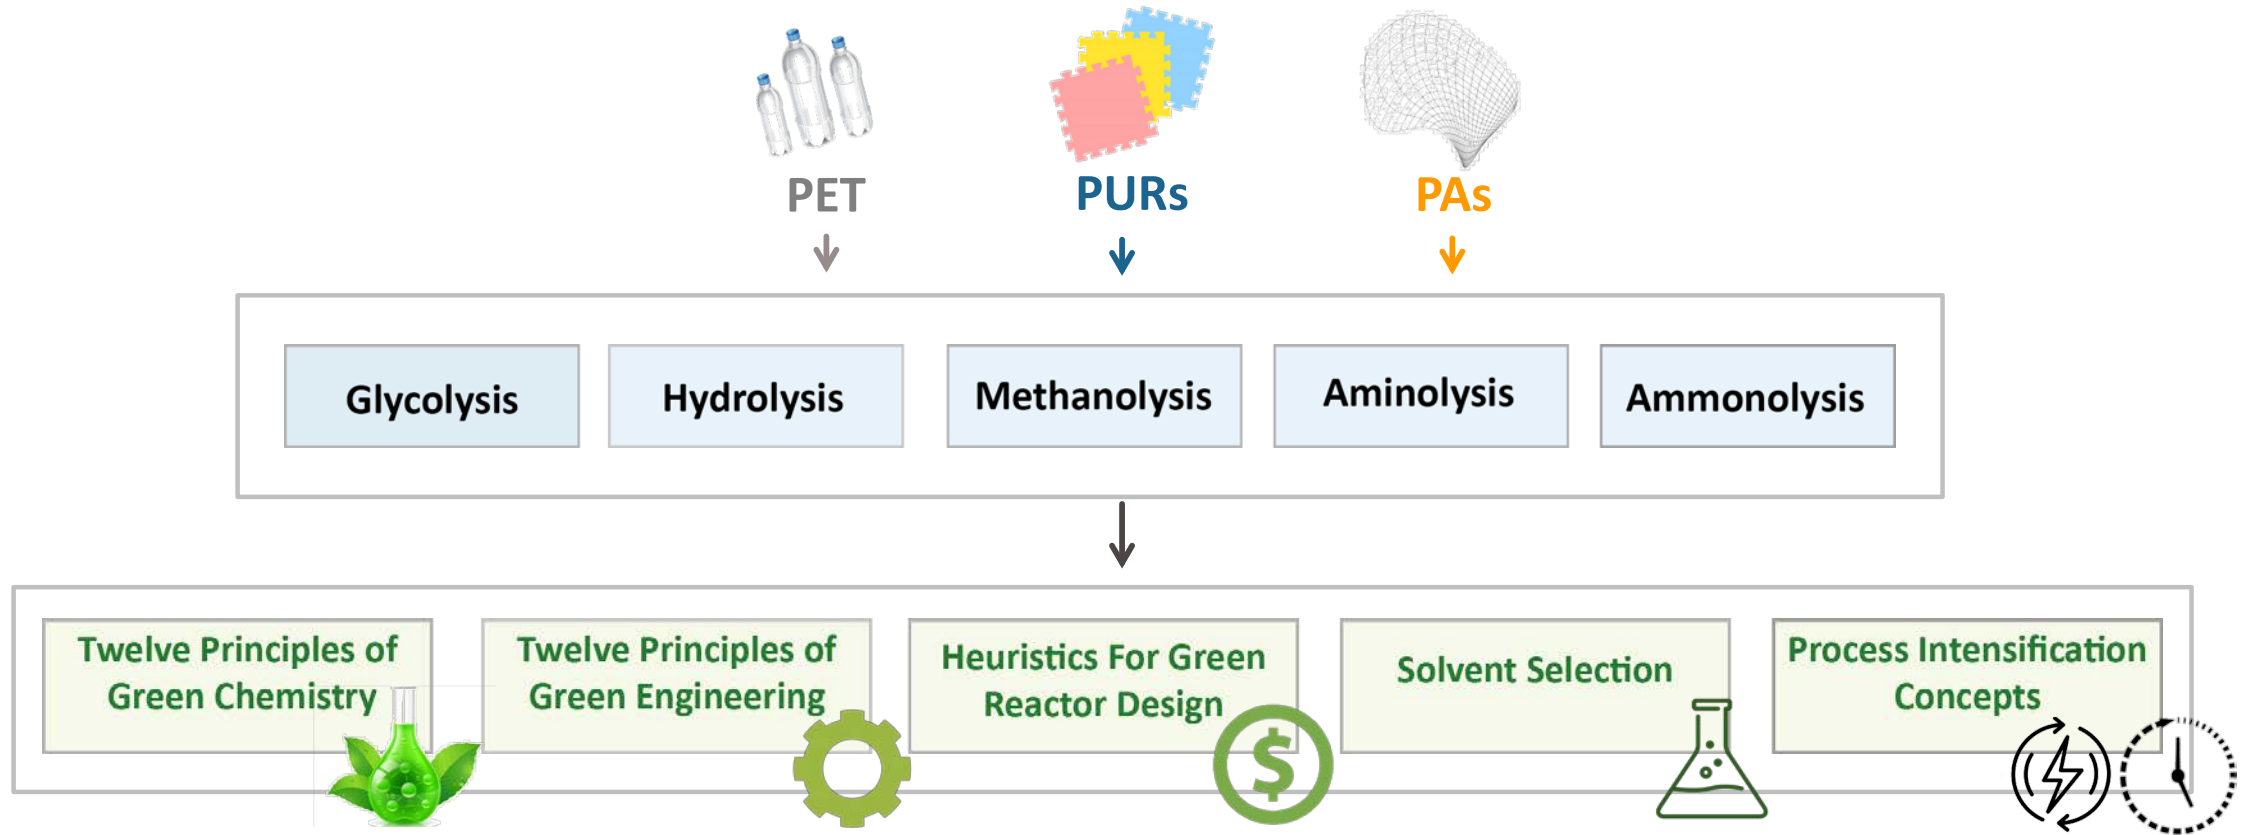 PET
PURs
PAs
Glycolysis
Hydrolysis
Methanolysis
Aminolysis
Ammonolysis
Twelve Principles of
Green Chemistry
Twelve Principles of
Green Engineering
Heuristics For Green
Reactor Design
$
Solvent Selection
Process Intensification
Concepts